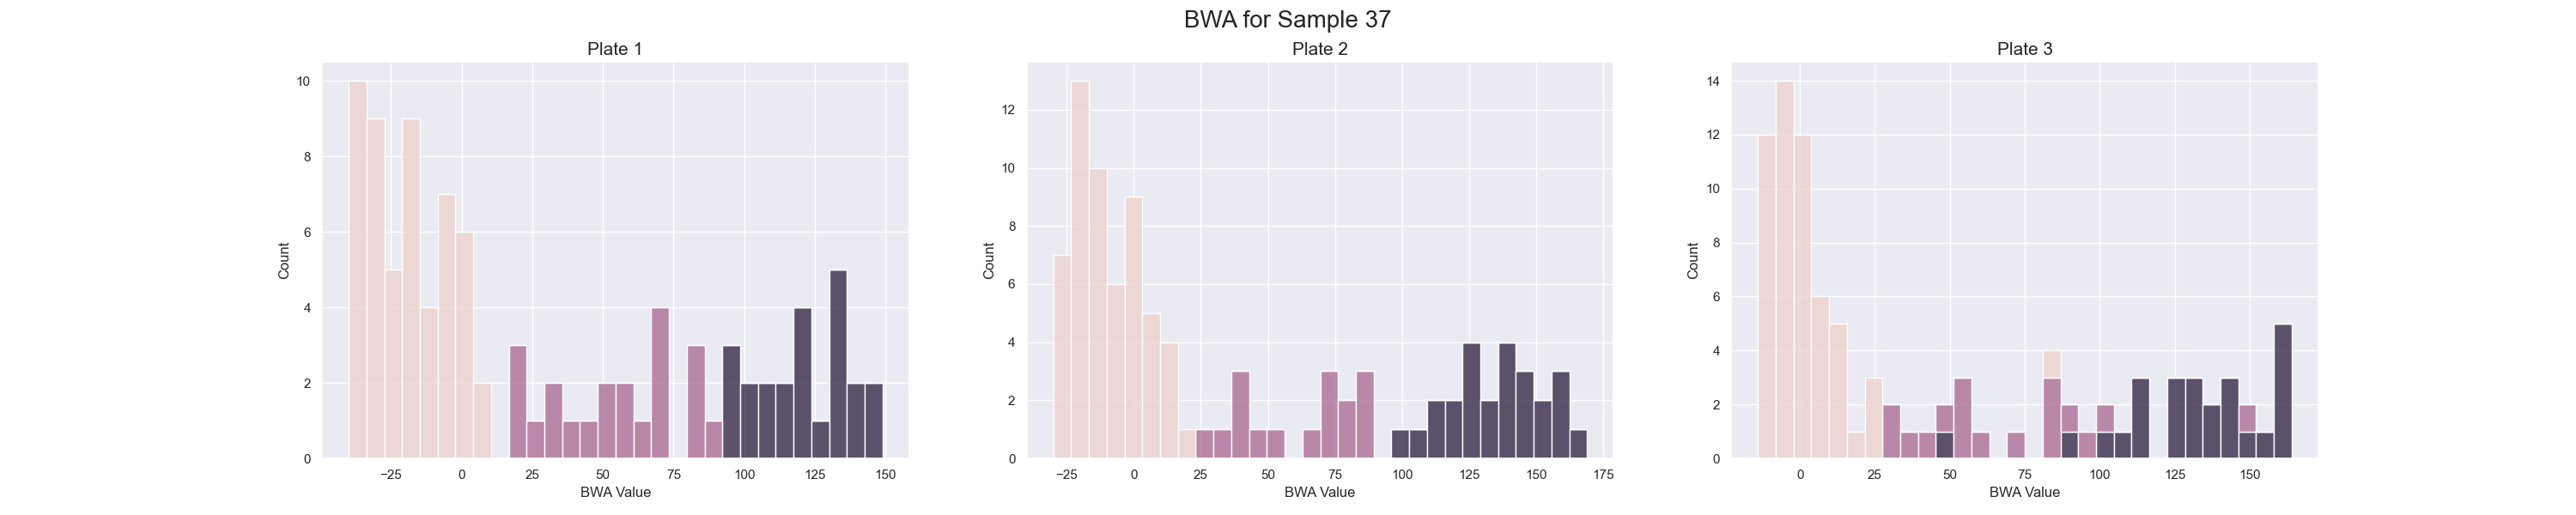 BWA for Sample 37
Plate 1
10
8
6
4
2
0
Count
−25 0 25 50 75 100 125 150
BWA Value
Plate 2
12
10
8
6
4
2
0
Count
−25 0 25 50 75 100 125 150 175
BWA Value
Plate 3
14
12
10
8
6
4
2
0
Count
0 25 50 75 100 125 150
BWA Value